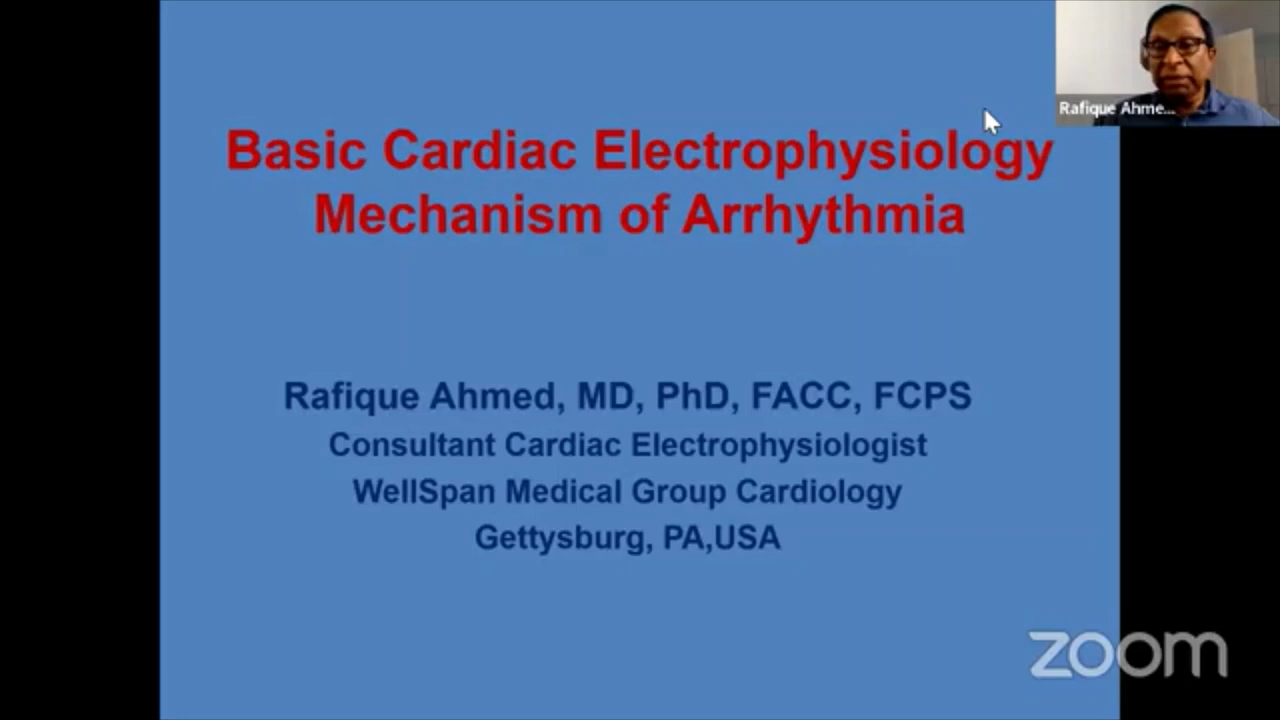 Rafique Ahme...
Basic Cardiac Electrophysiology
Mechanism of Arrhythmia
Rafique Ahmed, MD, PhD, FACC, FCPS
Consultant Cardiac Electrophysiologist
WellSpan Medical Group Cardiology
Gettysburg, PA,USA
zoom